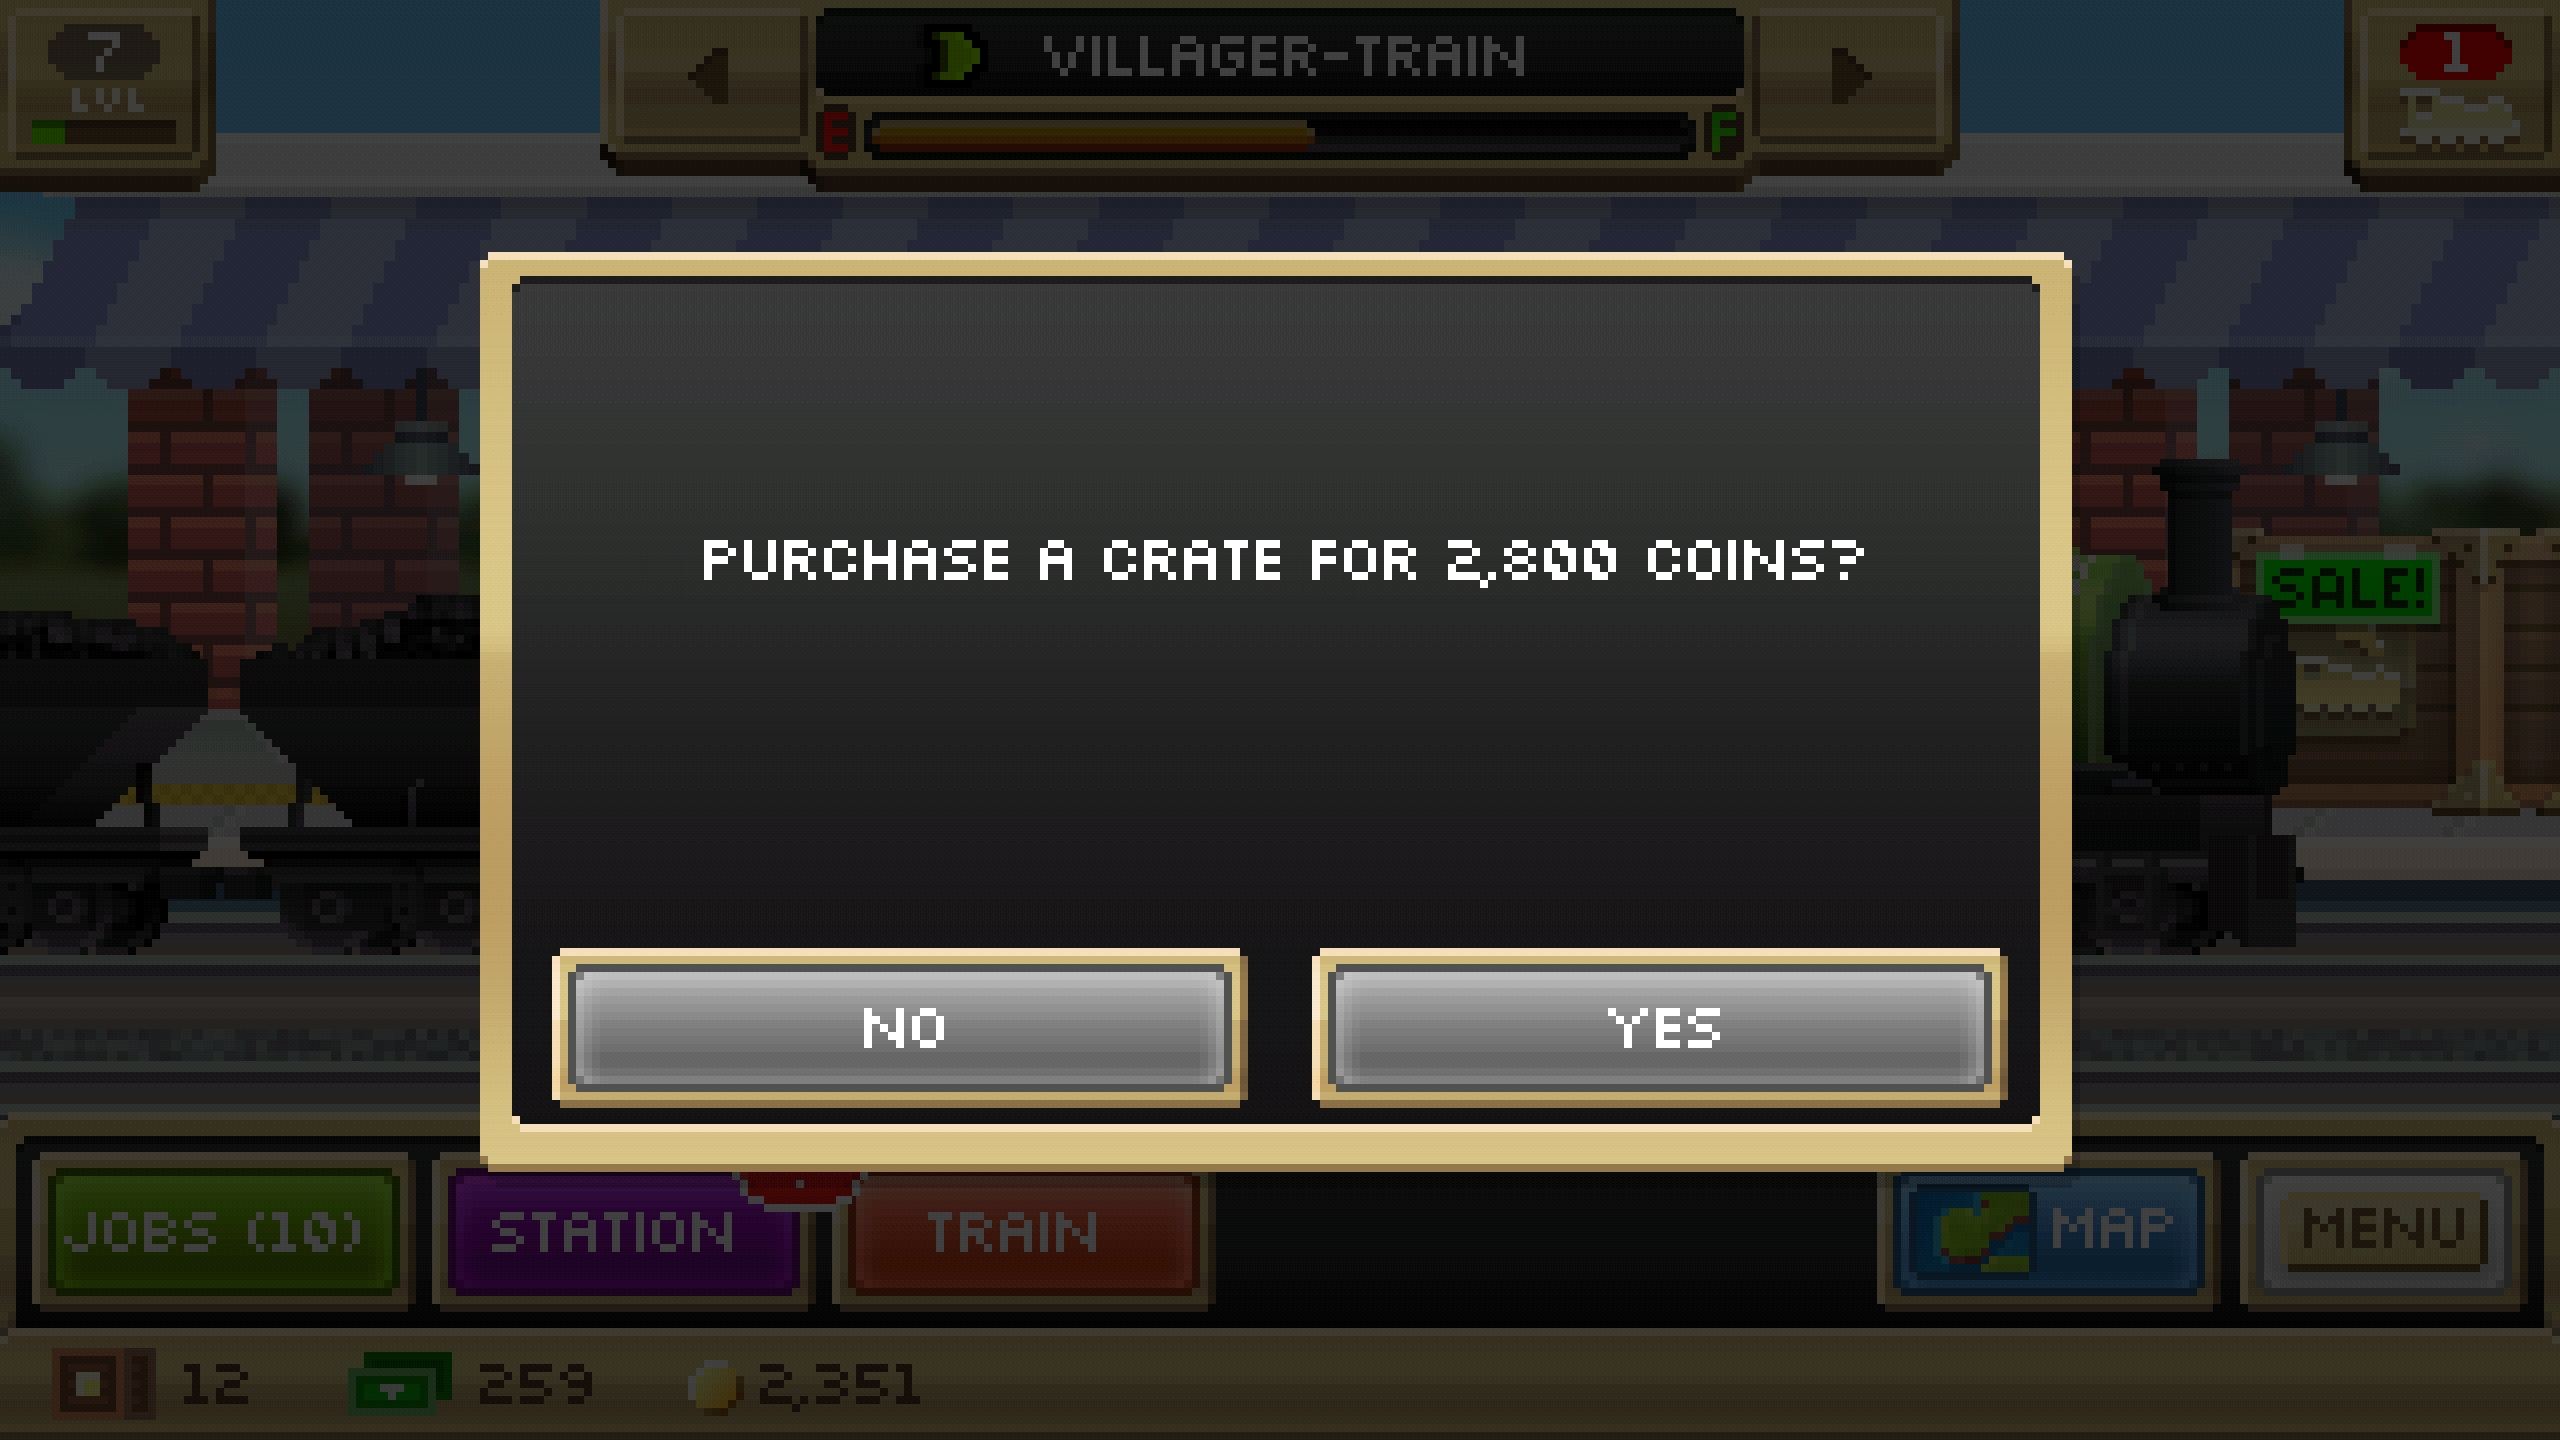 7
LVL
VILLAGER-TRAIN
E
F
1
SALE!
PURCHASE A CRATE FOR 2,800 COINS?
NO
YES
JOBS (10)
STATION
TRAIN
MAP
MENU
12
259
2,351